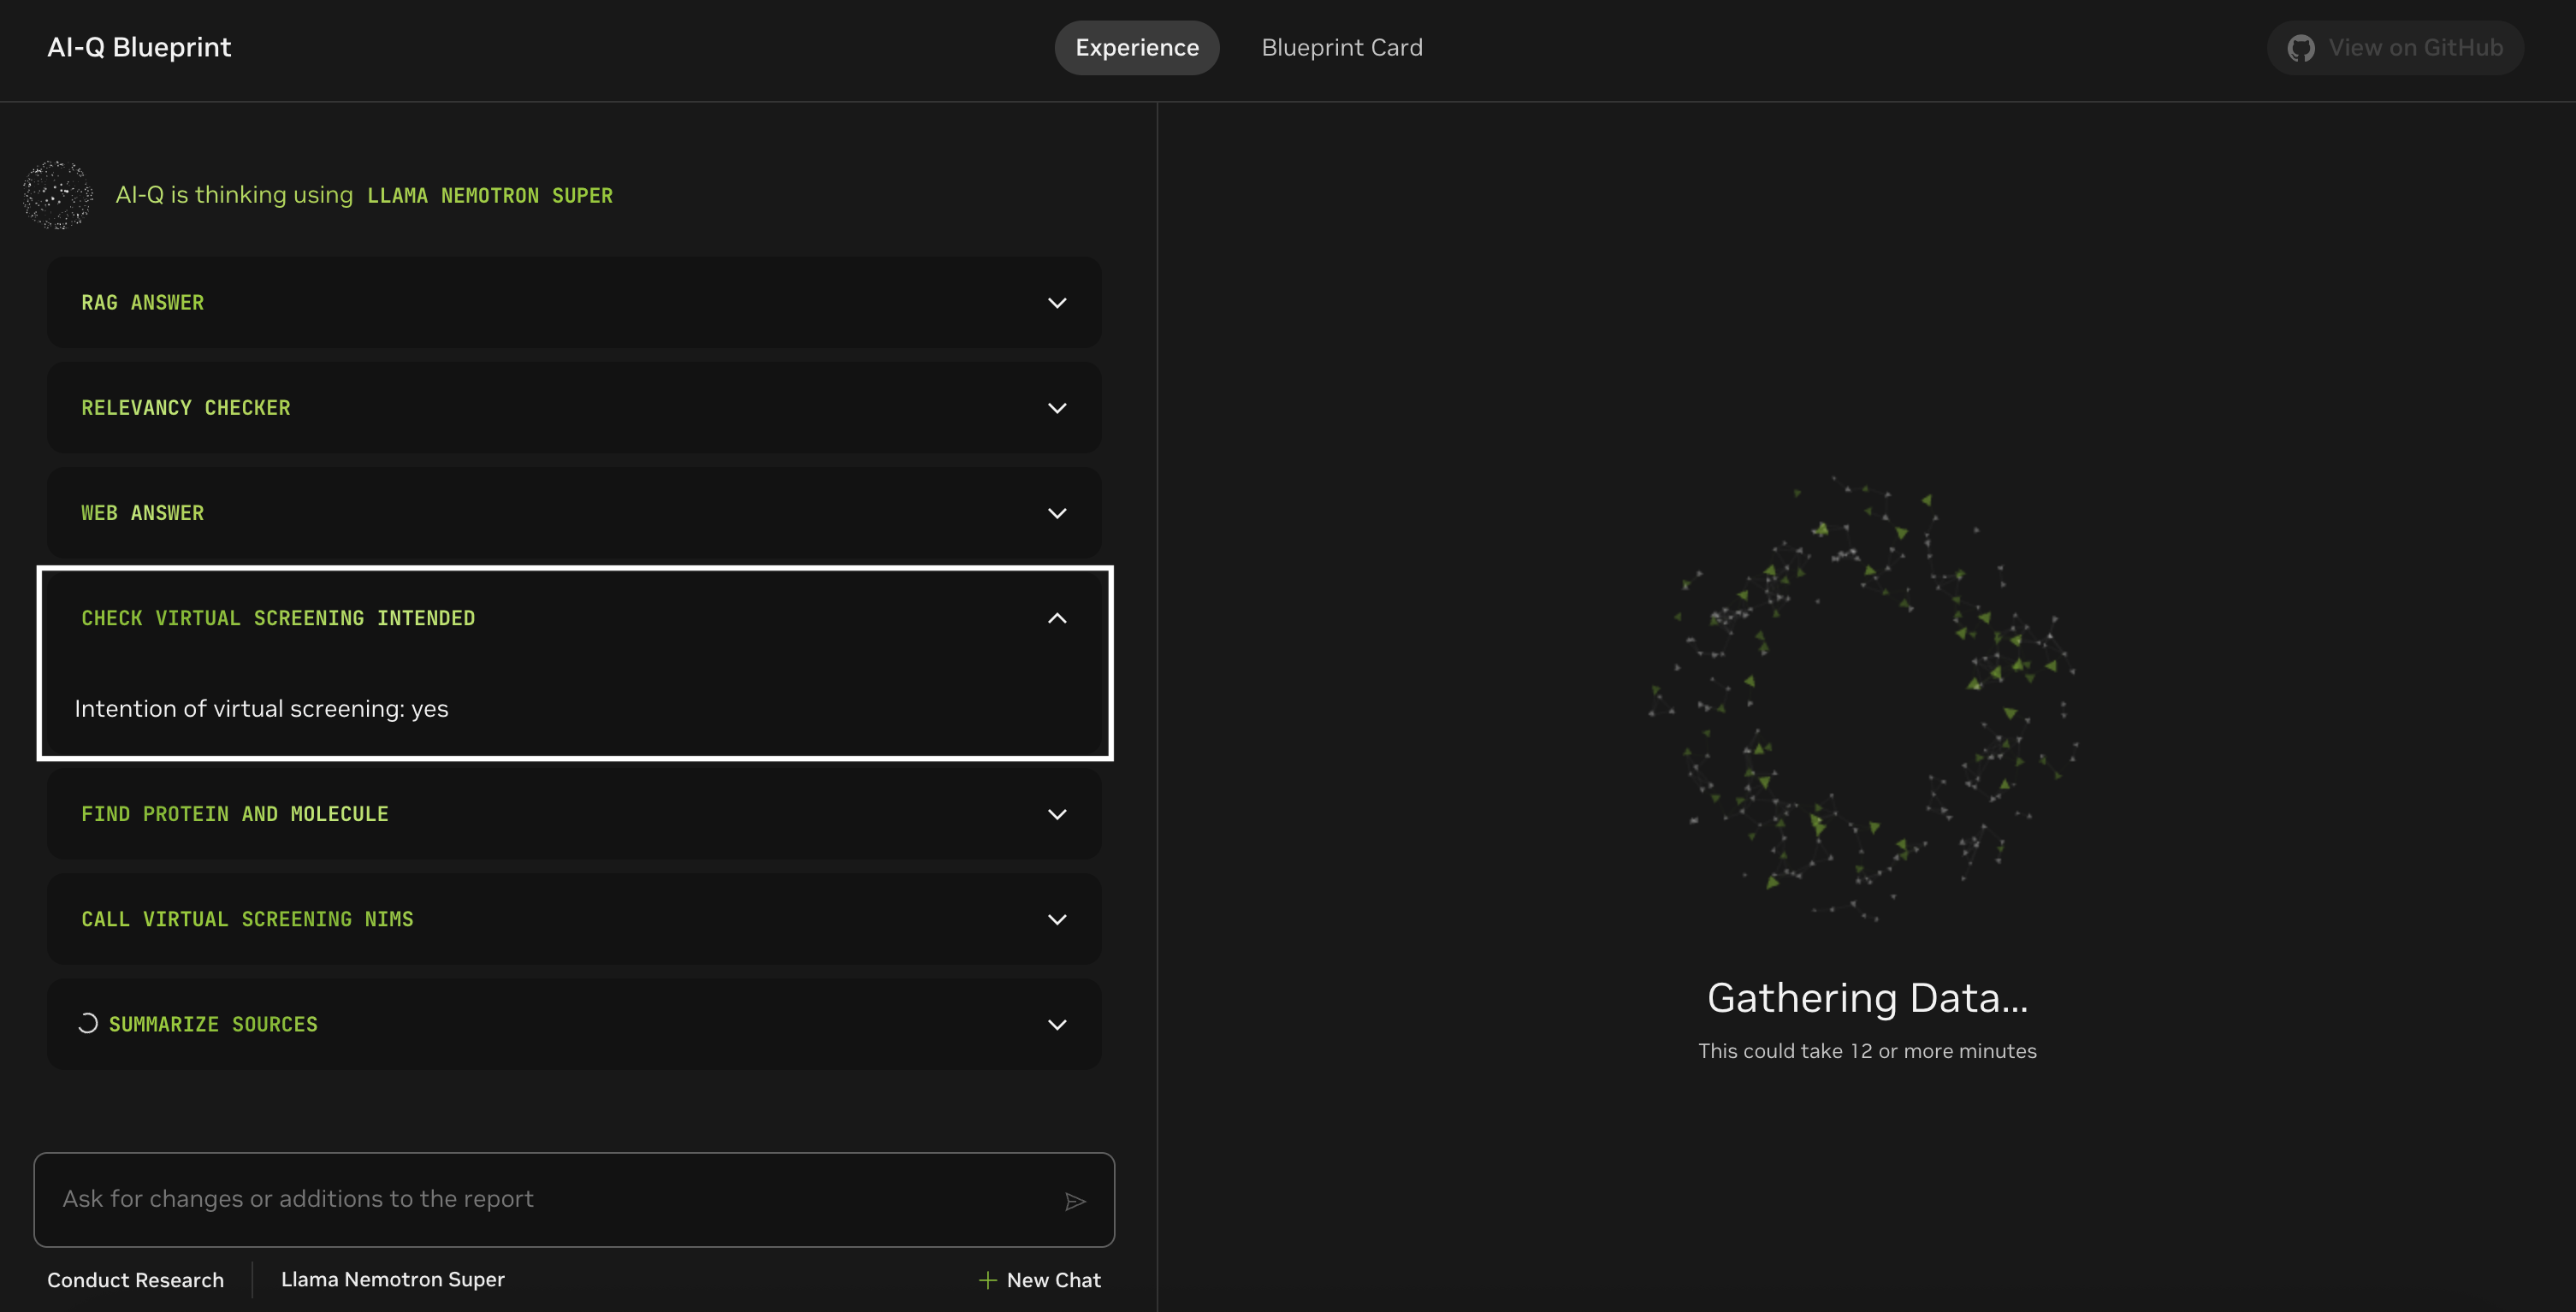 AI-Q Blueprint
Experience
Blueprint Card
View on GitHub
AI-Q is thinking using LLAMA NEMOTRON SUPER
RAG ANSWER
RELEVANCY CHECKER
WEB ANSWER
CHECK VIRTUAL SCREENING INTENDED
Intention of virtual screening: yes
FIND PROTEIN AND MOLECULE
CALL VIRTUAL SCREENING NIMS
SUMMARIZE SOURCES
Ask for changes or additions to the report
Conduct Research
Llama Nemotron Super
New Chat
Gathering Data...
This could take 12 or more minutes